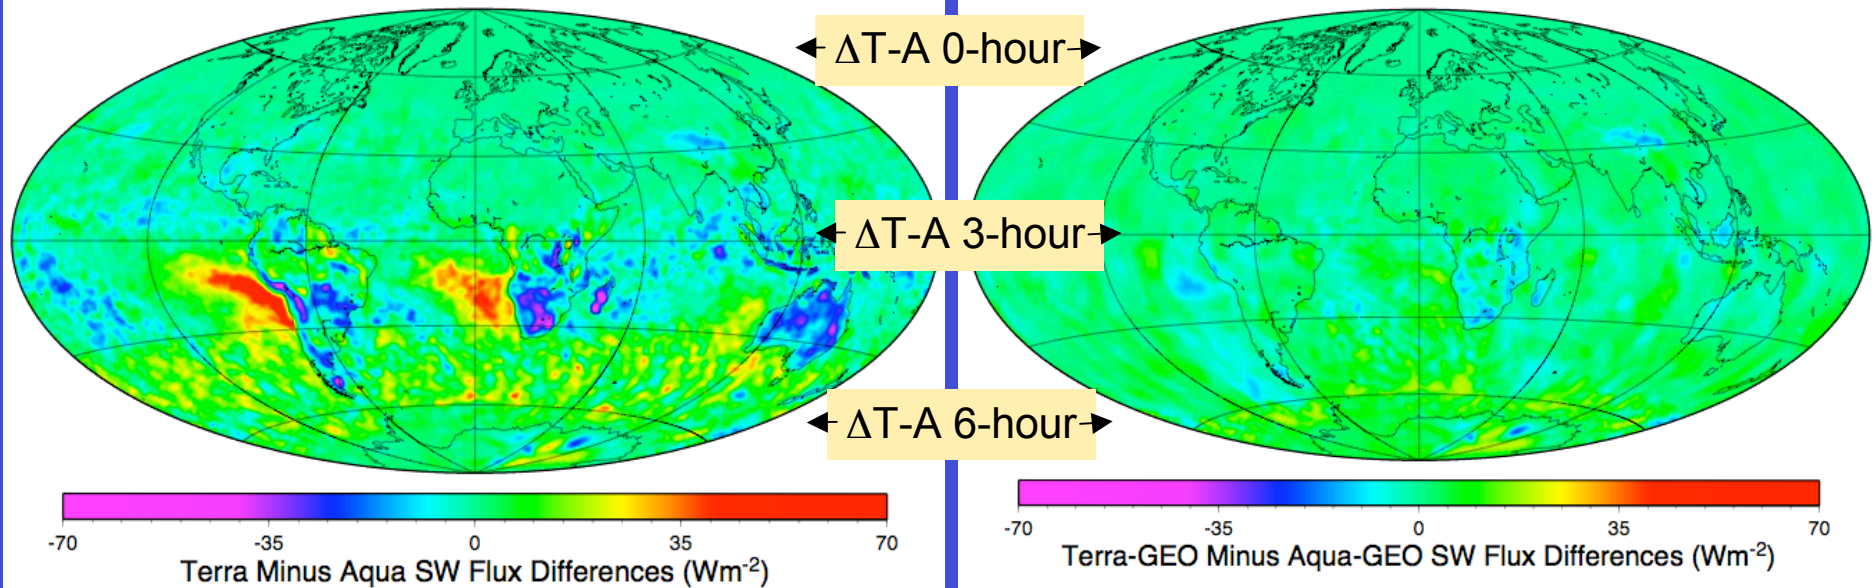 ΔT-A 0-hour
ΔT-A 3-hour
ΔT-A 6-hour
-70 -35 0 35 70
Terra Minus Aqua SW Flux Differences (Wm⁻²)
-70 -35 0 35 70
Terra-GEO Minus Aqua-GEO SW Flux Differences (Wm⁻²)